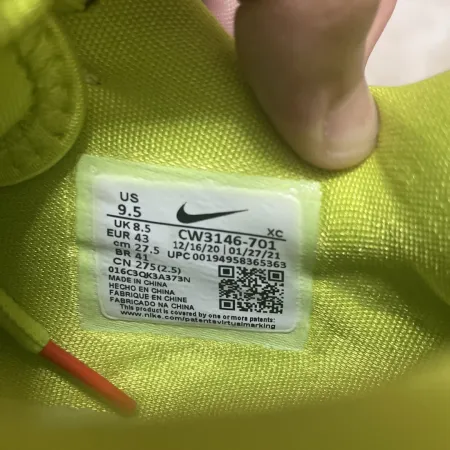 US
9.5
UK 8.5
EUR 43
cm 27.5
BR 41
CN 275(2.5)
XC
CW3146-701
12/16/20 | 01/27/21
UPC 00194958365363
016C3QK3A373N
MADE IN CHINA
HECHO EN CHINA
FABRIQUE EN CHINE
FABRICADO NA CHINA
This product is covered by one or more patents:
www.nike.com/patentsvirtualmarking